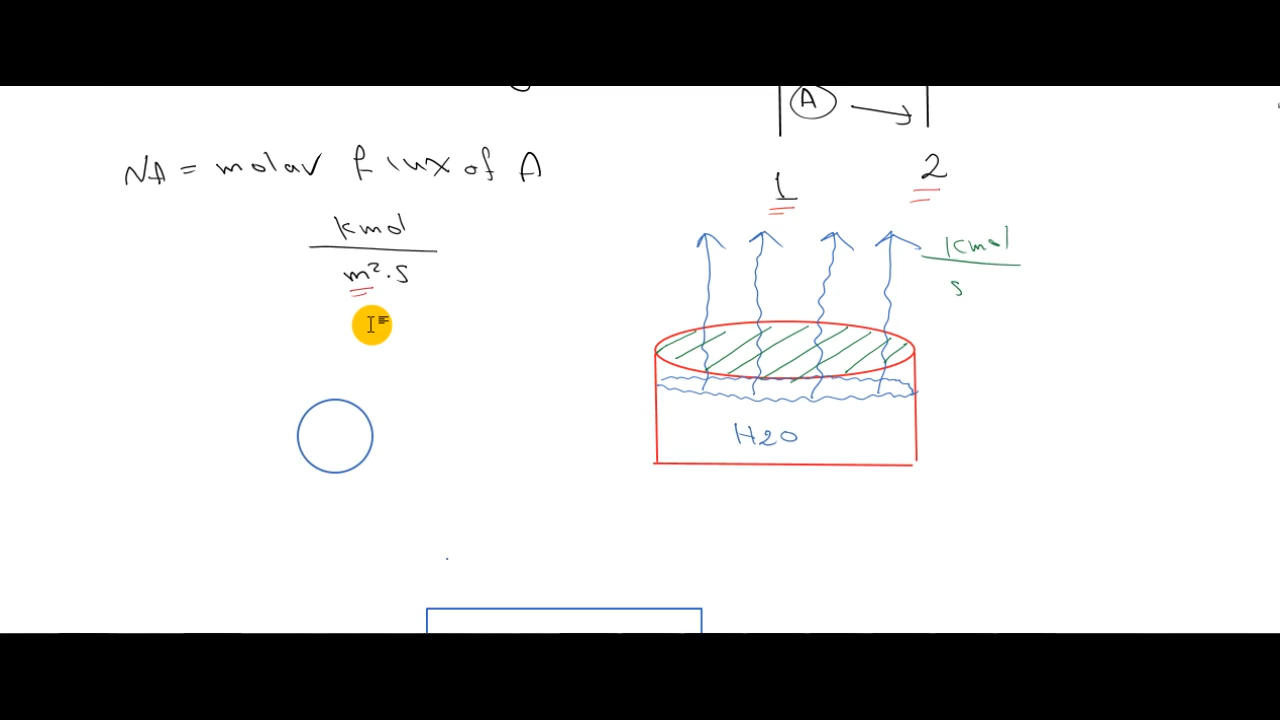 A
NA = molar flux of A
1
2
kmol
m².s
kmol
s
H2O